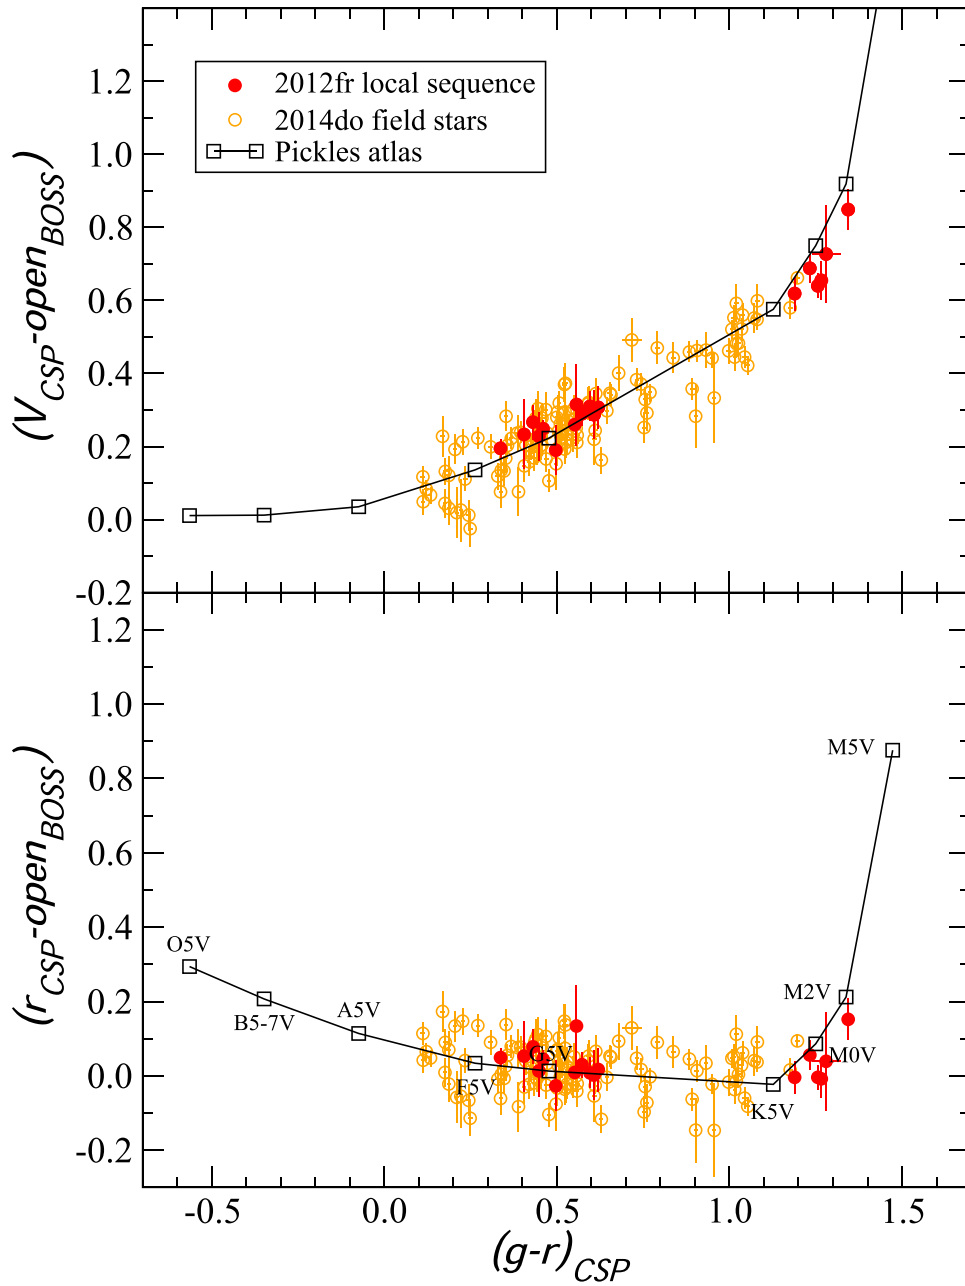 1.2
1.0
0.8
0.6
0.4
0.2
0.0
-0.2
(V_CSP-open_BOSS)
2012fr local sequence
2014do field stars
Pickles atlas
1.2
1.0
0.8
0.6
0.4
0.2
0.0
-0.2
(r_CSP-open_BOSS)
M5V
O5V
B5-7V
A5V
F5V
G5V
K5V
M2V
M0V
-0.5
0.0
0.5
1.0
1.5
(g-r)_CSP